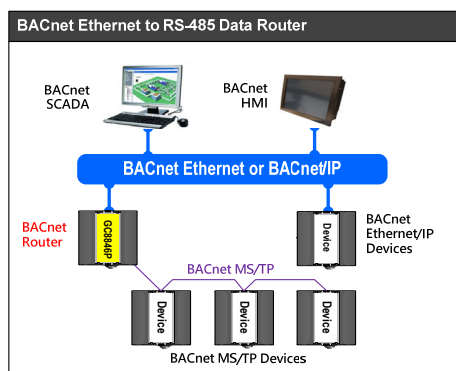 BACnet Ethernet to RS-485 Data Router
BACnet
SCADA
BACnet
HMI
BACnet Ethernet or BACnet/IP
BACnet
Router
GC8846P
Device
BACnet
Ethernet/IP
Devices
BACnet MS/TP
Device
Device
Device
BACnet MS/TP Devices